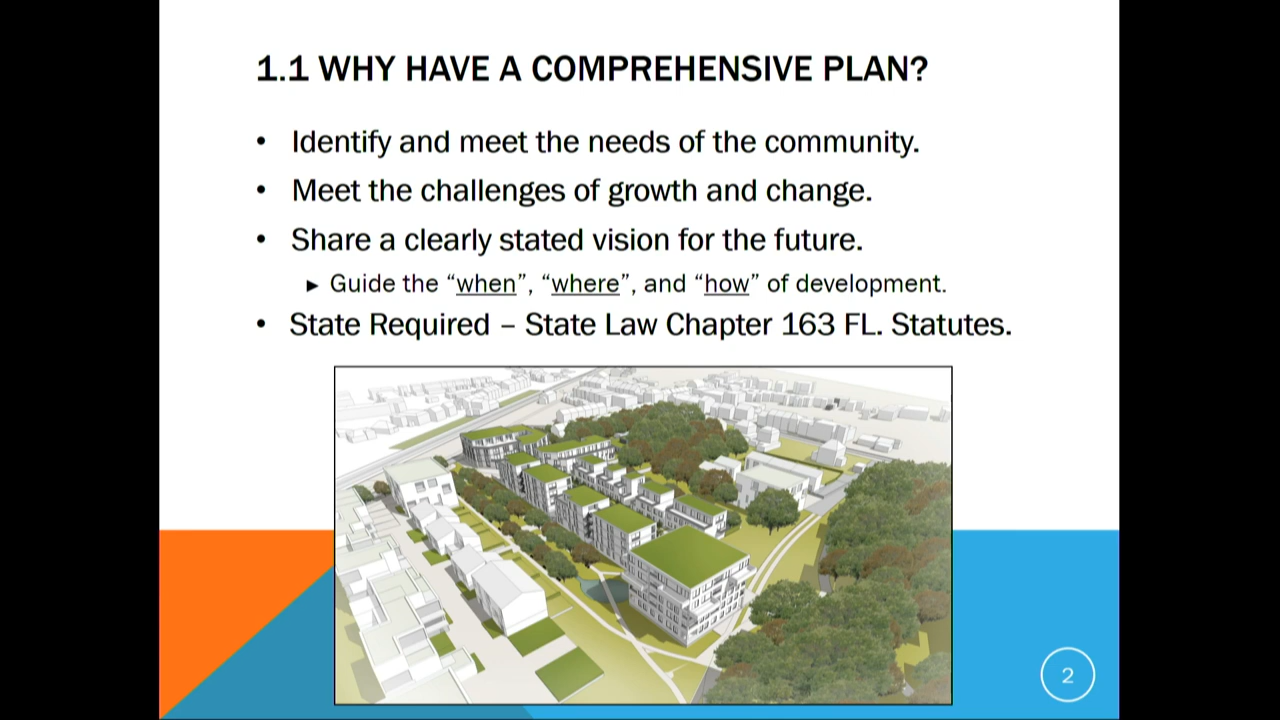 1.1 WHY HAVE A COMPREHENSIVE PLAN?
• Identify and meet the needs of the community.
• Meet the challenges of growth and change.
• Share a clearly stated vision for the future.
► Guide the “when”, “where”, and “how” of development.
• State Required – State Law Chapter 163 FL. Statutes.
2